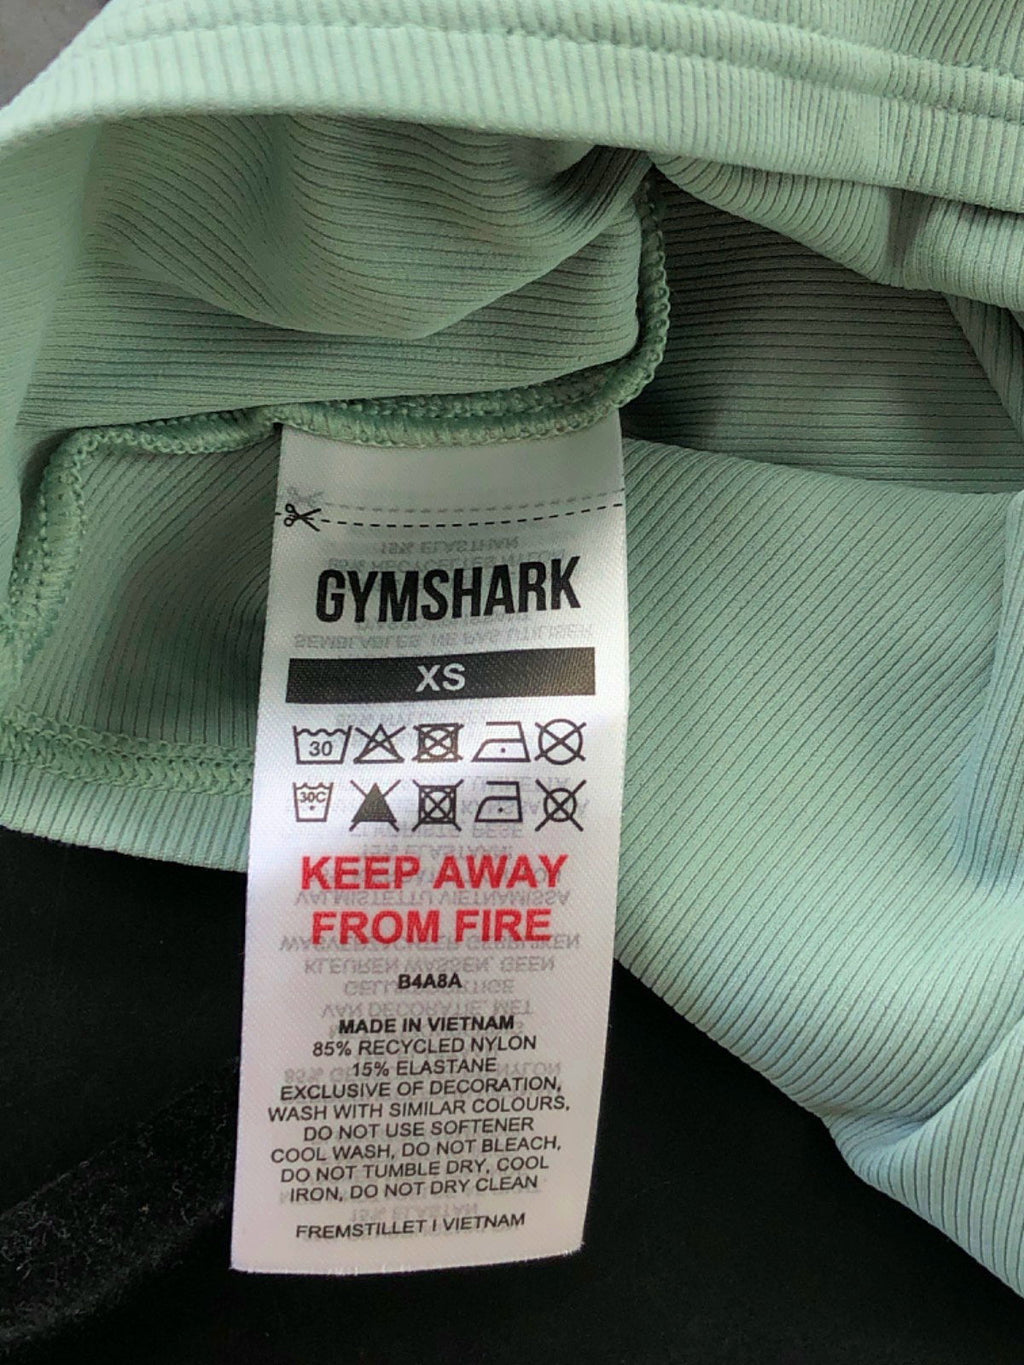 GYMSHARK
XS
30
30C
KEEP AWAY
FROM FIRE
B4A8A
MADE IN VIETNAM
85% RECYCLED NYLON
15% ELASTANE
EXCLUSIVE OF DECORATION,
WASH WITH SIMILAR COLOURS,
DO NOT USE SOFTENER
COOL WASH, DO NOT BLEACH,
DO NOT TUMBLE DRY, COOL
IRON, DO NOT DRY CLEAN
FREMSTILLET I VIETNAM